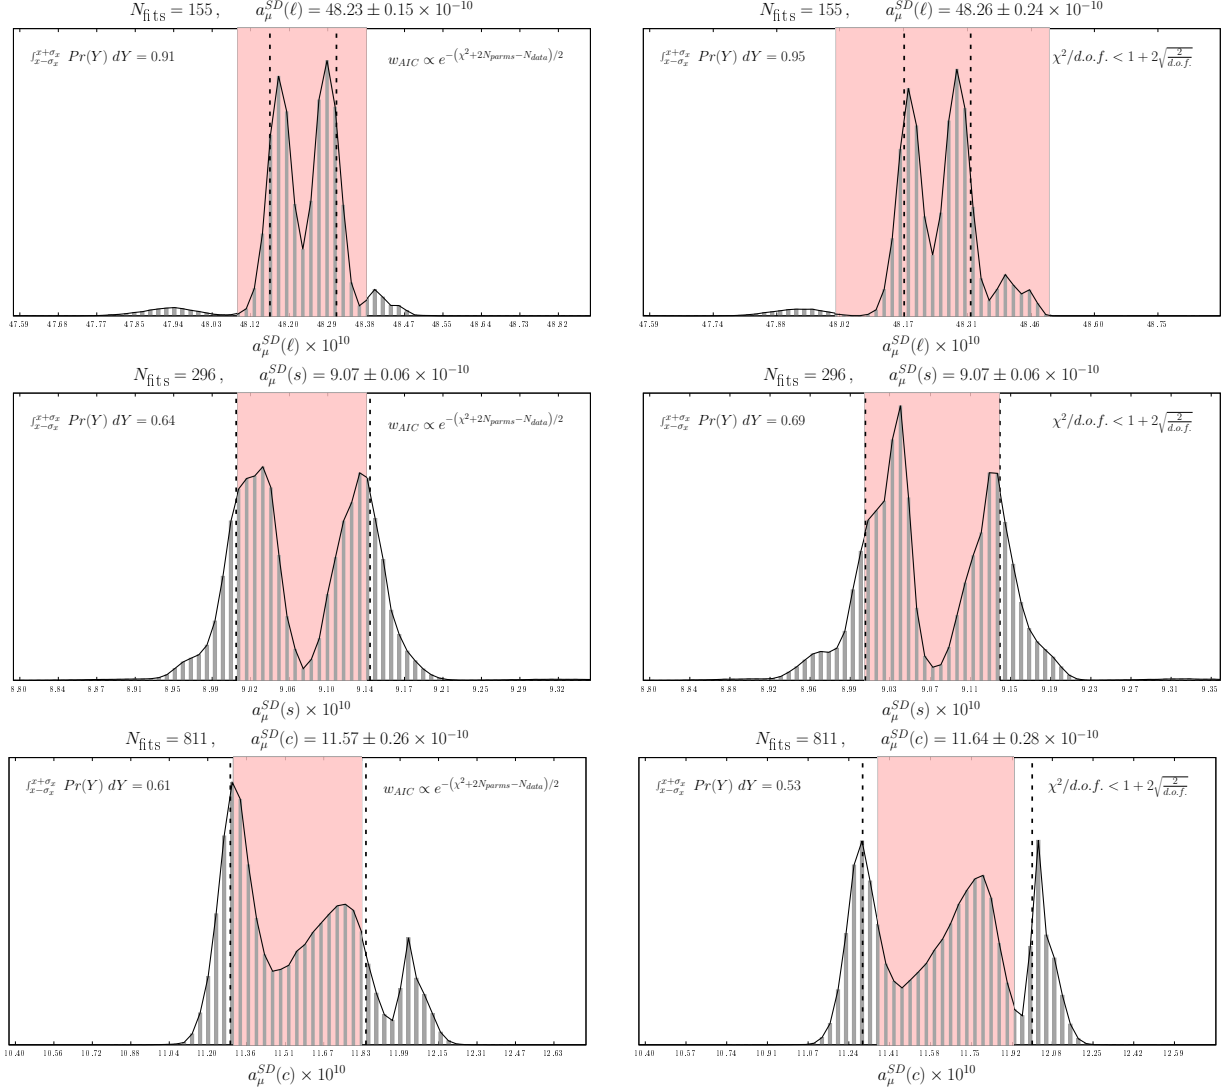 N_fits = 155 ,   a_μ^SD(ℓ) = 48.23 ± 0.15 × 10^−10
∫_{x−σ_x}^{x+σ_x} Pr(Y) dY = 0.91   w_AIC ∝ e^{−(χ²+2N_parms−N_data)/2}
47.59 47.68 47.77 47.85 47.94 48.03 48.12 48.20 48.29 48.38 48.47 48.55 48.64 48.73 48.82
a_μ^SD(ℓ) × 10^10
N_fits = 155 ,   a_μ^SD(ℓ) = 48.26 ± 0.24 × 10^−10
∫_{x−σ_x}^{x+σ_x} Pr(Y) dY = 0.95   χ²/d.o.f. < 1 + 2√(2/d.o.f.)
47.59 47.74 47.88 48.02 48.17 48.31 48.46 48.60 48.75
a_μ^SD(ℓ) × 10^10
N_fits = 296 ,   a_μ^SD(s) = 9.07 ± 0.06 × 10^−10
∫_{x−σ_x}^{x+σ_x} Pr(Y) dY = 0.64   w_AIC ∝ e^{−(χ²+2N_parms−N_data)/2}
8.80 8.84 8.87 8.91 8.95 8.99 9.02 9.06 9.10 9.14 9.17 9.21 9.25 9.29 9.32
a_μ^SD(s) × 10^10
N_fits = 296 ,   a_μ^SD(s) = 9.07 ± 0.06 × 10^−10
∫_{x−σ_x}^{x+σ_x} Pr(Y) dY = 0.69   χ²/d.o.f. < 1 + 2√(2/d.o.f.)
8.80 8.84 8.88 8.92 8.96 8.99 9.03 9.07 9.11 9.15 9.19 9.23 9.27 9.31 9.35
a_μ^SD(s) × 10^10
N_fits = 811 ,   a_μ^SD(c) = 11.57 ± 0.26 × 10^−10
∫_{x−σ_x}^{x+σ_x} Pr(Y) dY = 0.61   w_AIC ∝ e^{−(χ²+2N_parms−N_data)/2}
10.40 10.56 10.72 10.88 11.04 11.20 11.36 11.51 11.67 11.83 11.99 12.15 12.31 12.47 12.63
a_μ^SD(c) × 10^10
N_fits = 811 ,   a_μ^SD(c) = 11.64 ± 0.28 × 10^−10
∫_{x−σ_x}^{x+σ_x} Pr(Y) dY = 0.53   χ²/d.o.f. < 1 + 2√(2/d.o.f.)
10.40 10.57 10.74 10.91 11.07 11.24 11.41 11.58 11.75 11.92 12.08 12.25 12.42 12.59
a_μ^SD(c) × 10^10